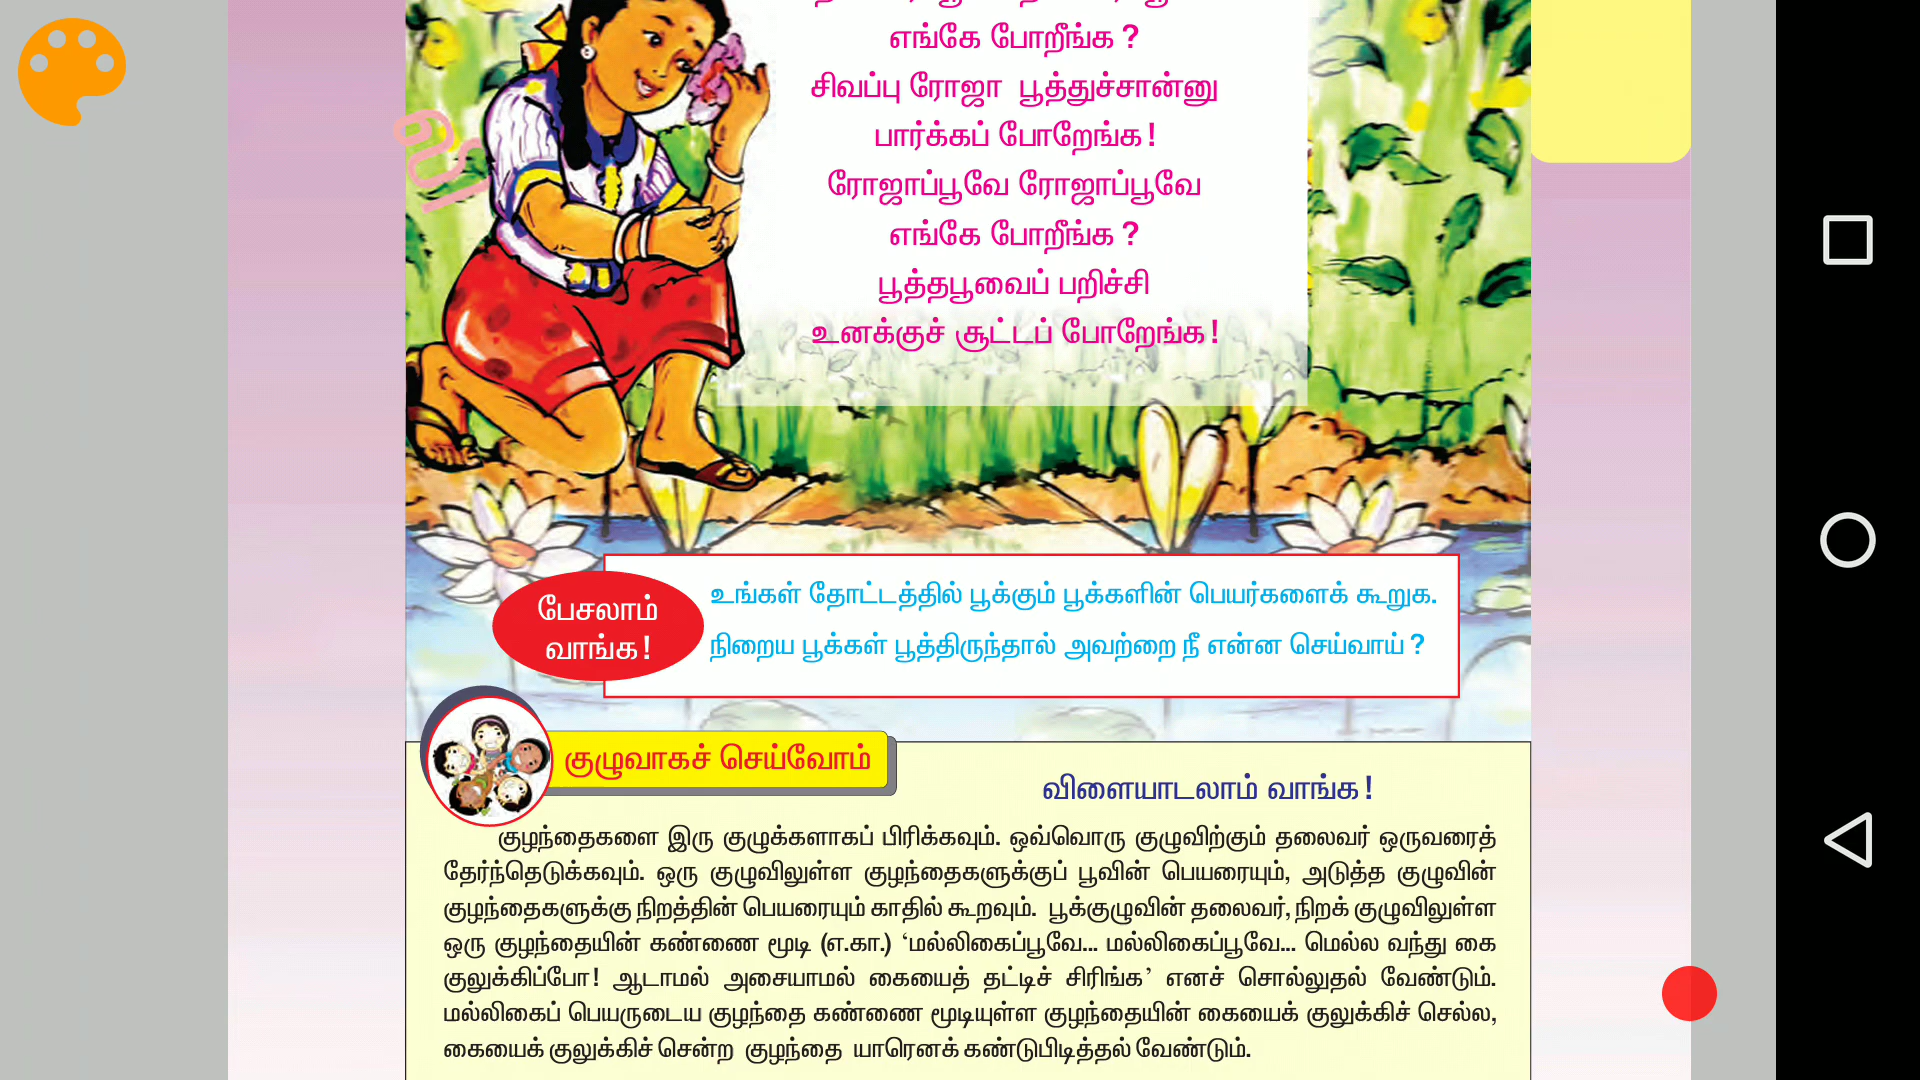 எங்கே போறீங்க ?
சிவப்பு ரோஜா பூத்துச்சான்னு
பார்க்கப் போறேங்க !
ரோஜாப்பூவே ரோஜாப்பூவே
எங்கே போறீங்க ?
பூத்தபூவைப் பறிச்சி
உனக்குச் சூட்டப் போறேங்க !
பேசலாம்
வாங்க !
உங்கள் தோட்டத்தில் பூக்கும் பூக்களின் பெயர்களைக் கூறுக.
நிறைய பூக்கள் பூத்திருந்தால் அவற்றை நீ என்ன செய்வாய் ?
குழுவாகச் செய்வோம்
விளையாடலாம் வாங்க !
குழந்தைகளை இரு குழுக்களாகப் பிரிக்கவும். ஒவ்வொரு குழுவிற்கும் தலைவர் ஒருவரைத்
தேர்ந்தெடுக்கவும். ஒரு குழுவிலுள்ள குழந்தைகளுக்குப் பூவின் பெயரையும், அடுத்த குழுவின்
குழந்தைகளுக்கு நிறத்தின் பெயரையும் காதில் கூறவும். பூக்குழுவின் தலைவர், நிறக் குழுவிலுள்ள
ஒரு குழந்தையின் கண்ணை மூடி (எ.கா.) ‘மல்லிகைப்பூவே... மல்லிகைப்பூவே... மெல்ல வந்து கை
குலுக்கிப்போ! ஆடாமல் அசையாமல் கையைத் தட்டிச் சிரிங்க’ எனச் சொல்லுதல் வேண்டும்.
மல்லிகைப் பெயருடைய குழந்தை கண்ணை மூடியுள்ள குழந்தையின் கையைக் குலுக்கிச் செல்ல,
கையைக் குலுக்கிச் சென்ற குழந்தை யாரெனக் கண்டுபிடித்தல் வேண்டும்.